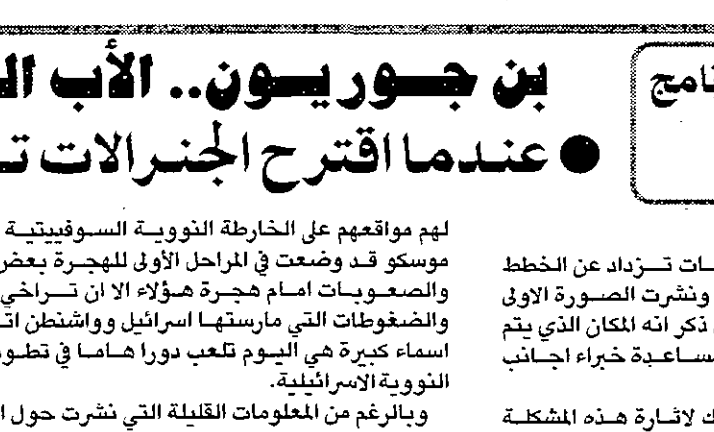 نامج
بن جوريون.. الأب
● عندما اقترح الجنرالات
ات تزداد عن الخطط
ونشرت الصورة الاولى
ذكر انه المكان الذي يتم
ساعدة خبراء اجانب
ك لاثارة هذه المشكلة
لهم مواقعهم على الخارطة النووية السوفييتية
موسكو قد وضعت في المراحل الأولى للهجرة بعض
والصعوبات امام هجرة هؤلاء الا ان تراخي
والضغوطات التي مارستها اسرائيل وواشنطن
اسماء كبيرة هي اليوم تلعب دورا هاما في
النووية الاسرائيلية.
وبالرغم من المعلومات القليلة التي نشرت حول